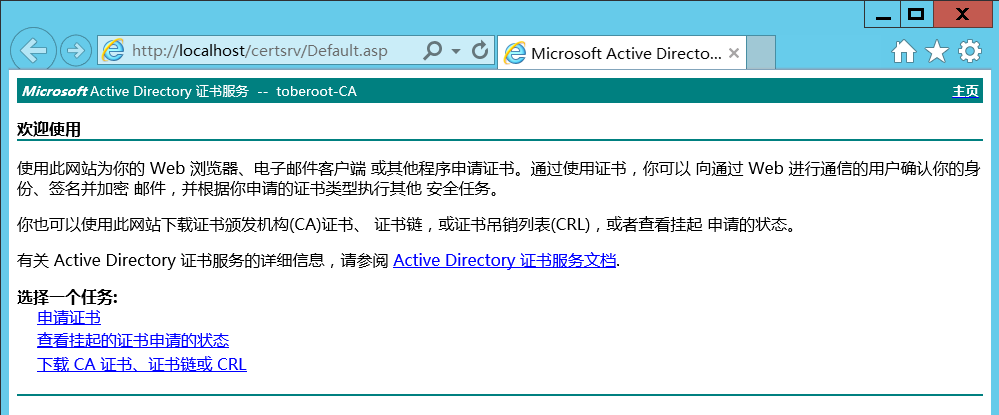 http://localhost/certsrv/Default.asp
Microsoft Active Directo...
Microsoft Active Directory 证书服务 -- toberoot-CA
主页
欢迎使用
使用此网站为你的 Web 浏览器、电子邮件客户端 或其他程序申请证书。通过使用证书，你可以 向通过 Web 进行通信的用户确认你的身
份、签名并加密 邮件，并根据你申请的证书类型执行其他 安全任务。
你也可以使用此网站下载证书颁发机构(CA)证书、 证书链，或证书吊销列表(CRL)，或者查看挂起 申请的状态。
有关 Active Directory 证书服务的详细信息，请参阅 Active Directory 证书服务文档.
选择一个任务:
申请证书
查看挂起的证书申请的状态
下载 CA 证书、证书链或 CRL